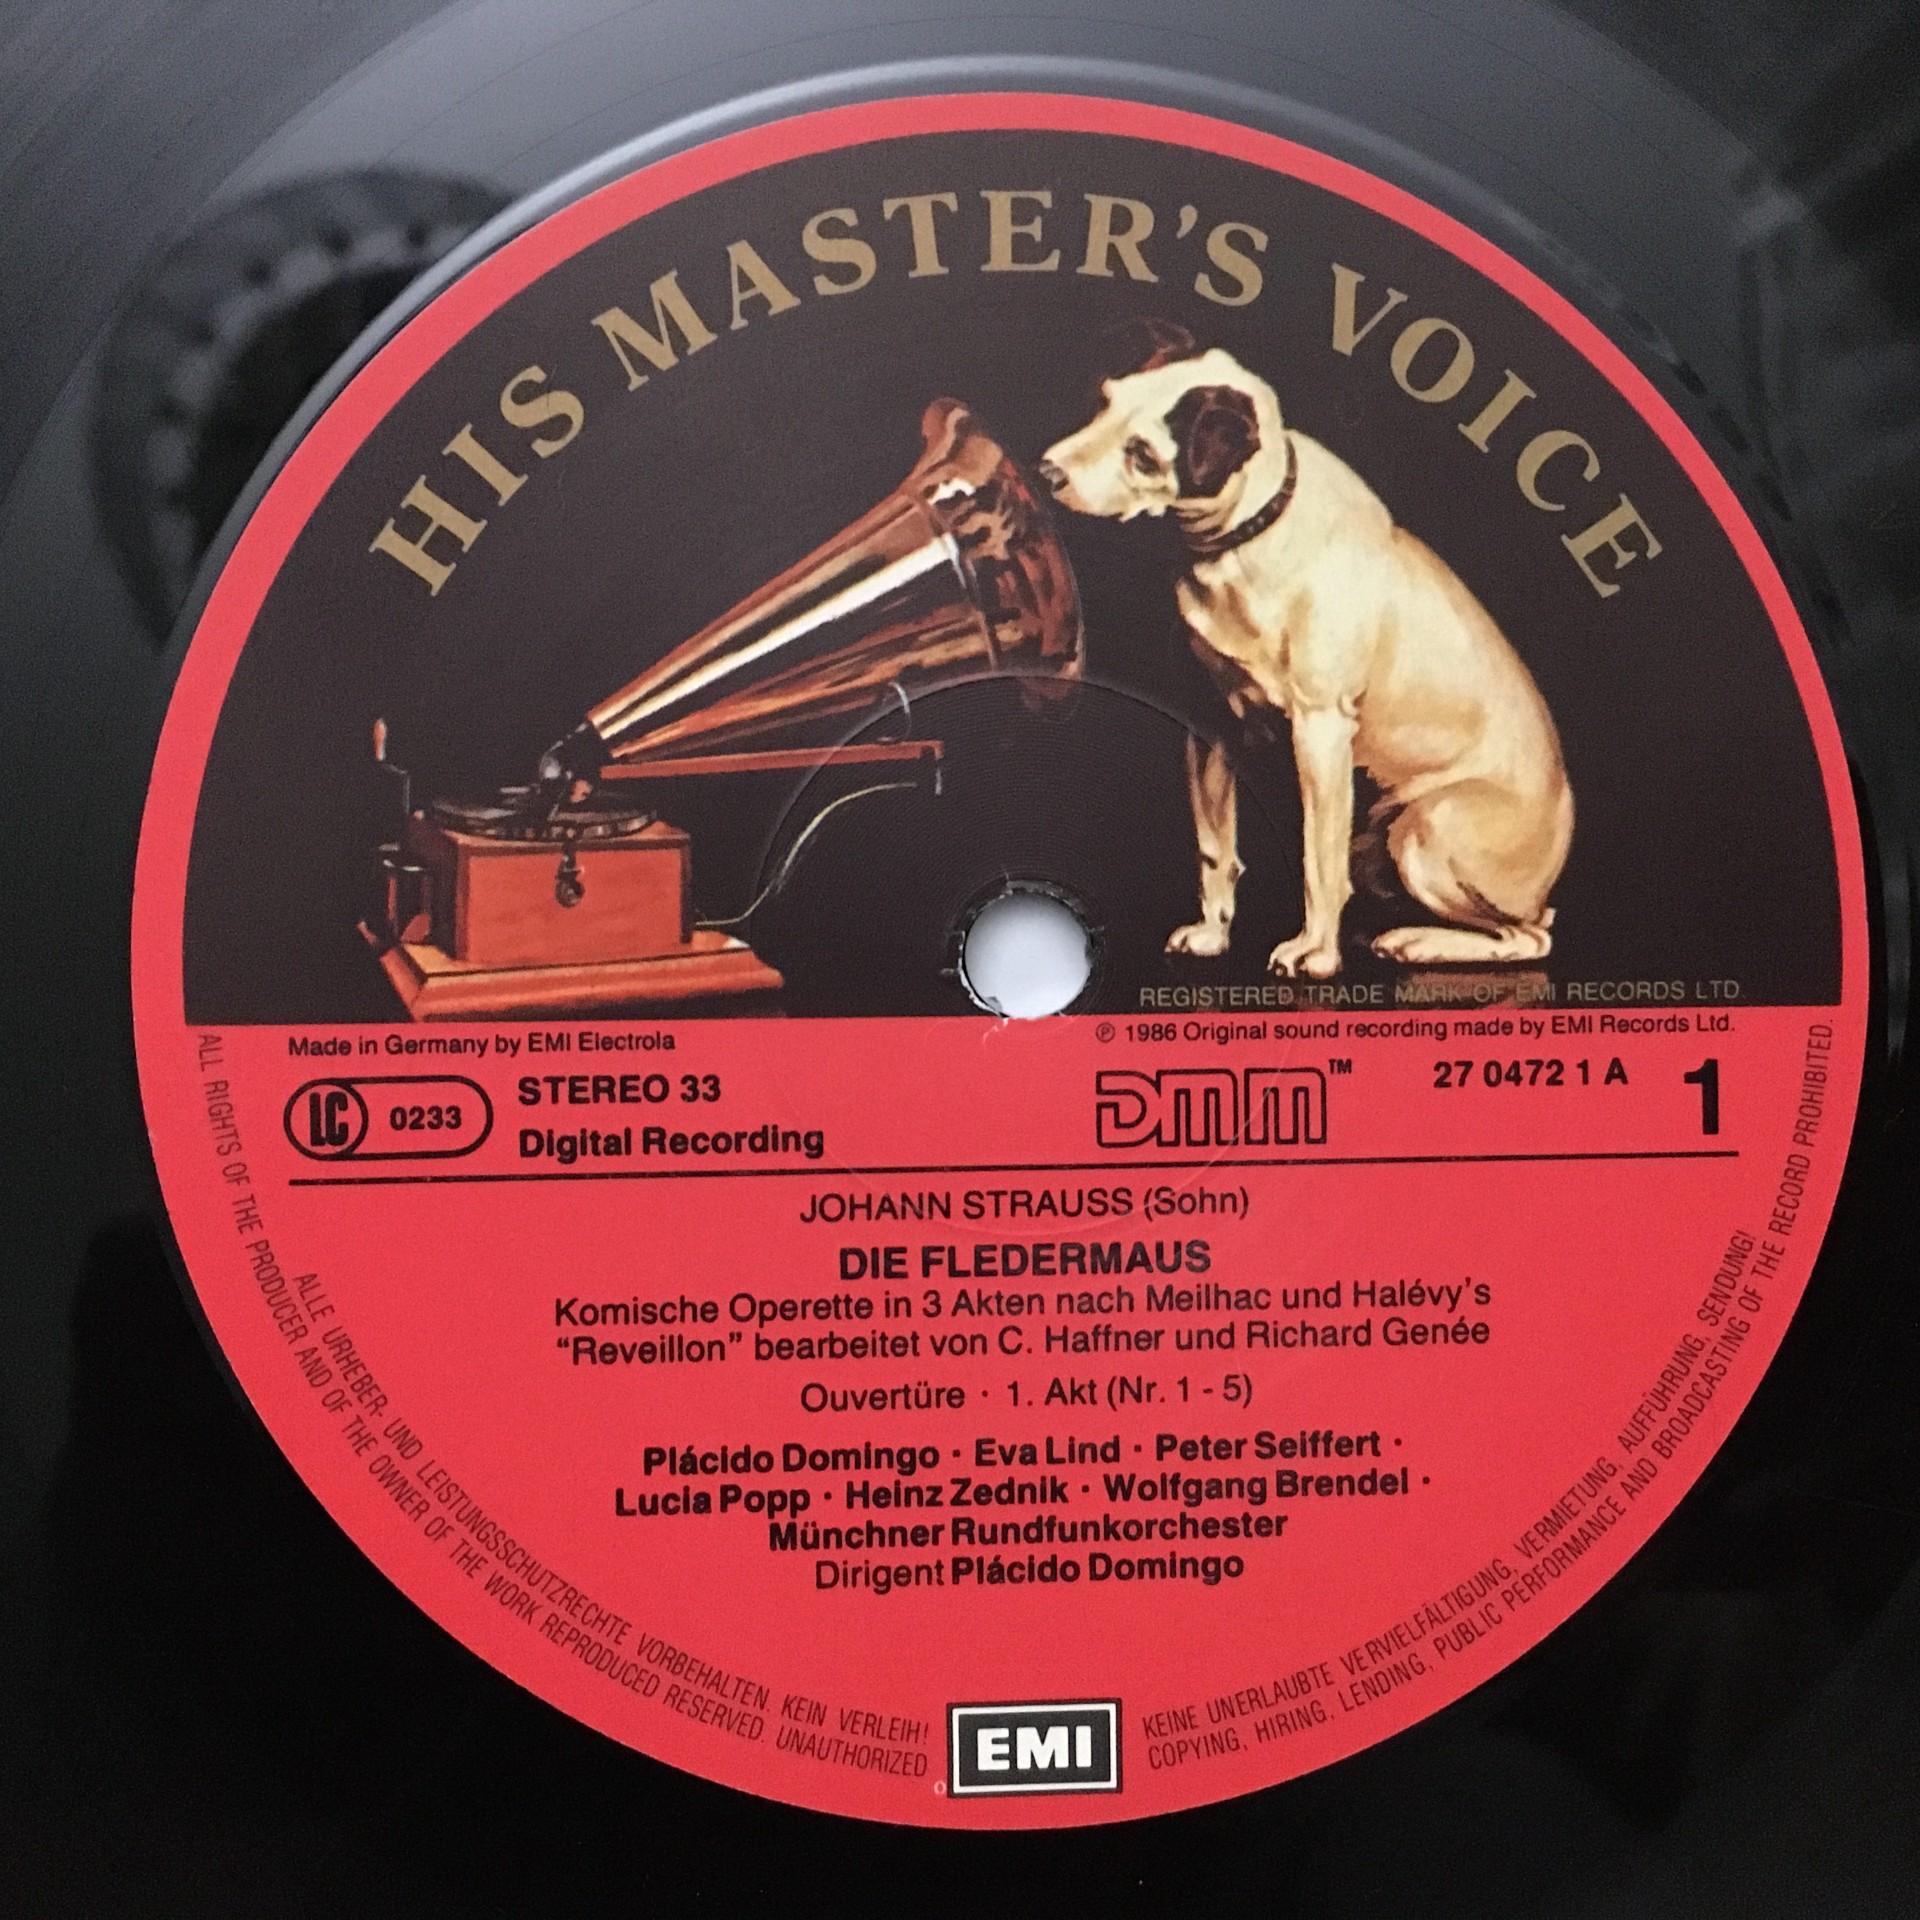 HIS MASTER'S VOICE
REGISTERED TRADE MARK OF EMI RECORDS LTD
Made in Germany by EMI Electrola
℗ 1986 Original sound recording made by EMI Records Ltd.
LC 0233
STEREO 33
Digital Recording
DMM™
27 0472 1 A
1
JOHANN STRAUSS (Sohn)
DIE FLEDERMAUS
Komische Operette in 3 Akten nach Meilhac und Halévy's
“Reveillon” bearbeitet von C. Haffner und Richard Genée
Ouvertüre · 1. Akt (Nr. 1 - 5)
Plácido Domingo · Eva Lind · Peter Seiffert ·
Lucia Popp · Heinz Zednik · Wolfgang Brendel ·
Münchner Rundfunkorchester
Dirigent Plácido Domingo
ALLE URHEBER- UND LEISTUNGSSCHUTZRECHTE VORBEHALTEN. KEIN VERLEIH!
KEINE UNERLAUBTE VERVIELFÄLTIGUNG, VERMIETUNG, AUFFÜHRUNG, SENDUNG!
ALL RIGHTS OF THE PRODUCER AND OF THE OWNER OF THE WORK REPRODUCED RESERVED. UNAUTHORIZED
COPYING, HIRING, LENDING, PUBLIC PERFORMANCE AND BROADCASTING OF THE RECORD PROHIBITED.
EMI